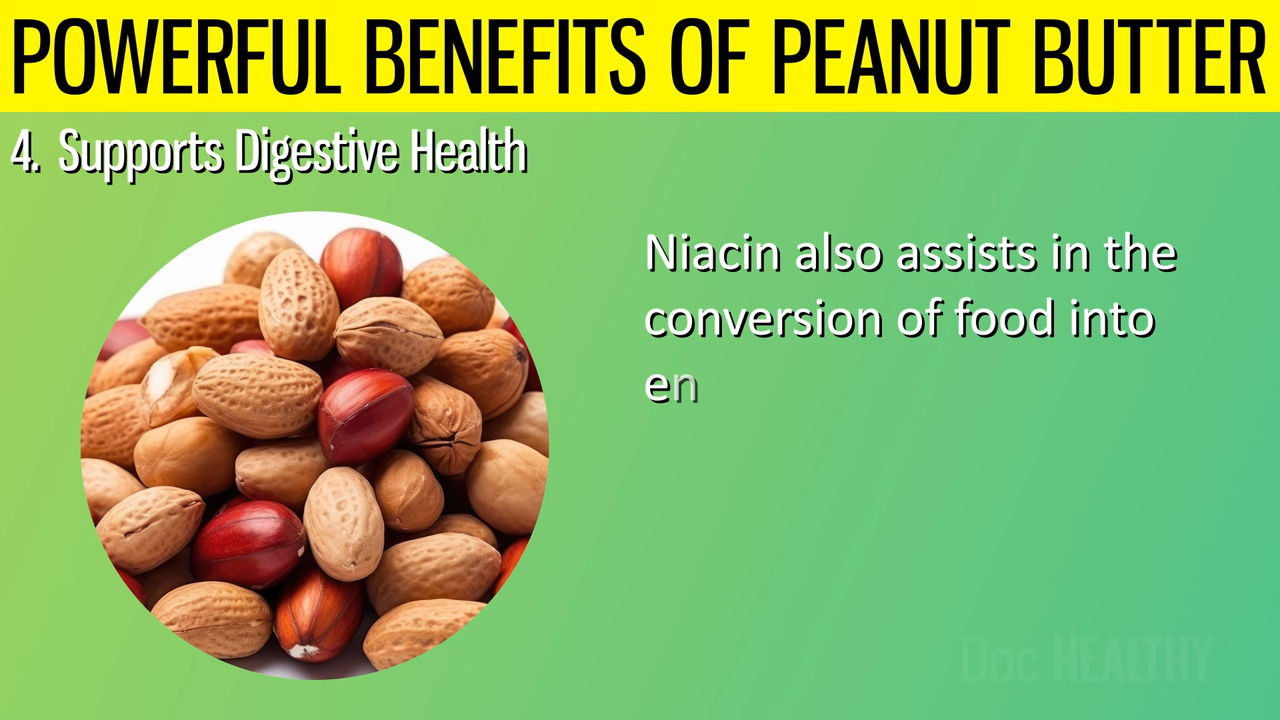 POWERFUL BENEFITS OF PEANUT BUTTER
4. Supports Digestive Health
Niacin also assists in the
conversion of food into
en
Doc HEALTHY